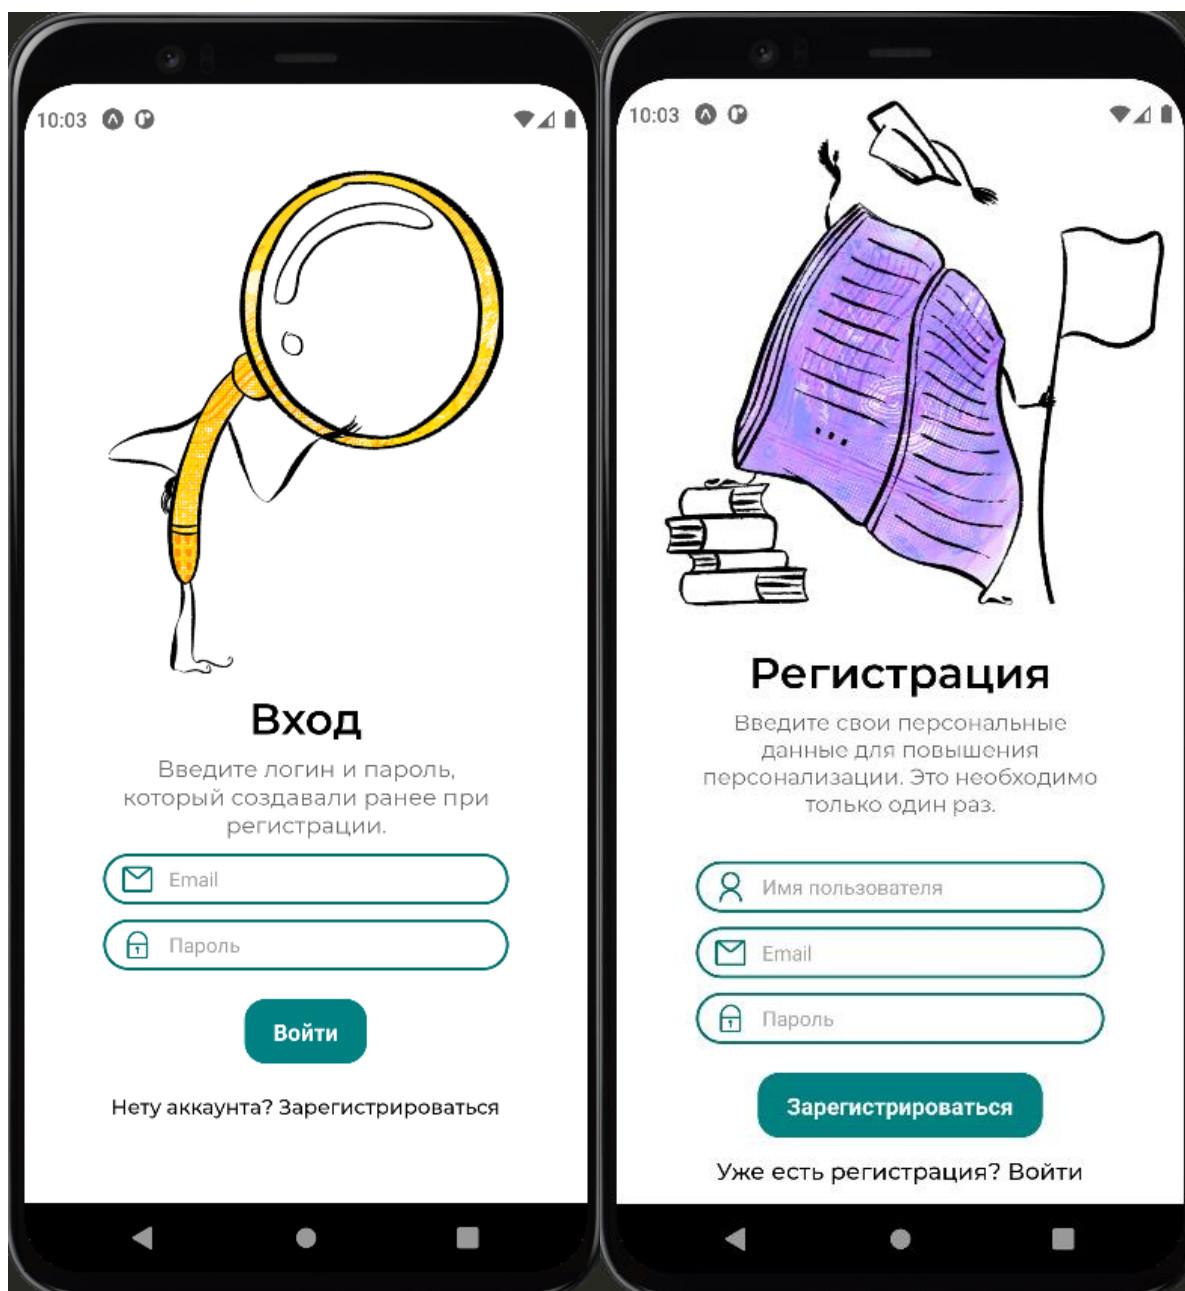 10:03
Вход
Введите логин и пароль,
который создавали ранее при
регистрации.
Email
Пароль
Войти
Нету аккаунта? Зарегистрироваться
10:03
Регистрация
Введите свои персональные
данные для повышения
персонализации. Это необходимо
только один раз.
Имя пользователя
Email
Пароль
Зарегистрироваться
Уже есть регистрация? Войти